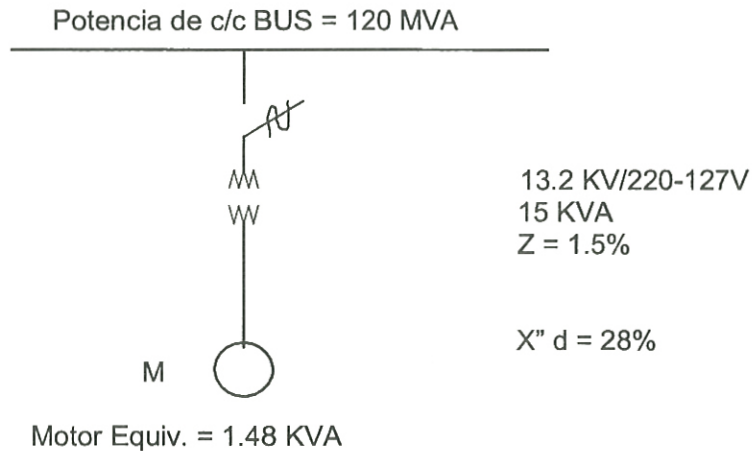 Potencia de c/c BUS = 120 MVA
13.2 KV/220-127V
15 KVA
Z = 1.5%
X” d = 28%
M
Motor Equiv. = 1.48 KVA